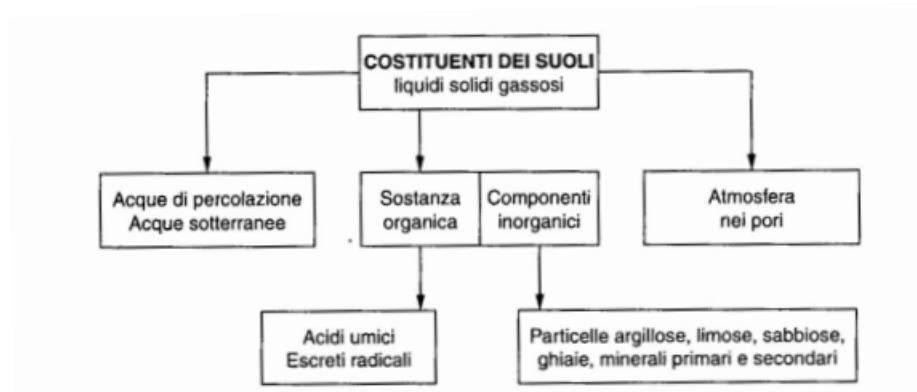 COSTITUENTI DEI SUOLI
liquidi solidi gassosi
Acque di percolazione
Acque sotterranee
Sostanza
organica
Componenti
inorganici
Atmosfera
nei pori
Acidi umici
Escreti radicali
Particelle argillose, limose, sabbiose,
ghiaie, minerali primari e secondari